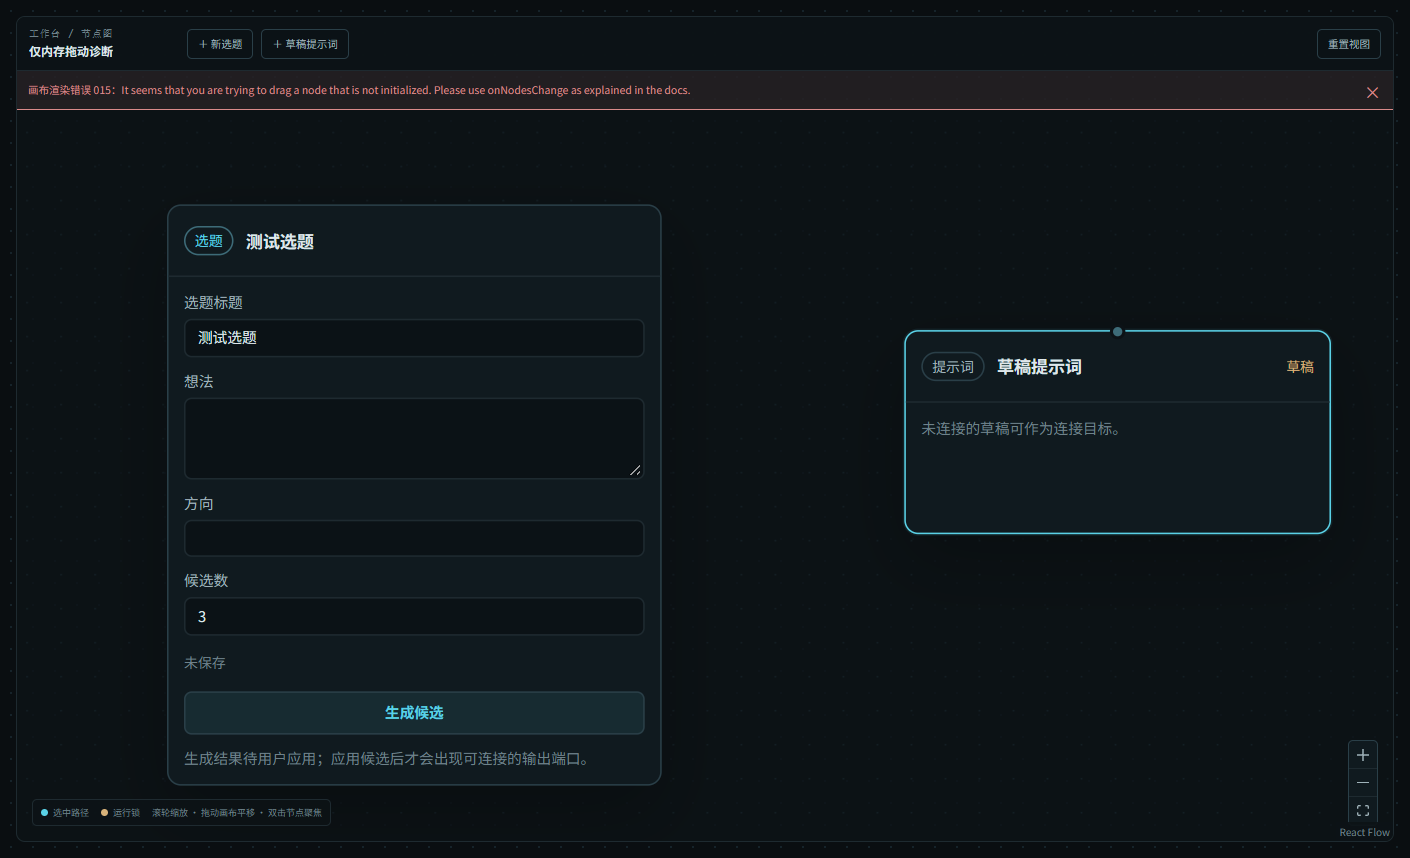 工作台 / 节点图
仅内存拖动诊断
+ 新选题
+ 草稿提示词
重置视图
画布渲染错误 015：It seems that you are trying to drag a node that is not initialized. Please use onNodesChange as explained in the docs.
选题 测试选题
选题标题
测试选题
想法
方向
候选数
3
未保存
生成候选
生成结果待用户应用；应用候选后才会出现可连接的输出端口。
提示词 草稿提示词 草稿
未连接的草稿可作为连接目标。
选中路径 运行锁 滚轮缩放 · 拖动画布平移 · 双击节点聚焦
React Flow